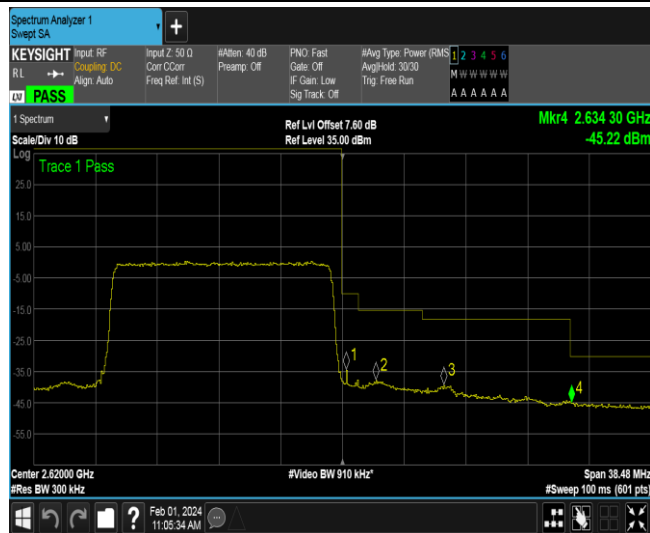 Spectrum Analyzer 1
Swept SA
+
KEYSIGHT
RL
LXI PASS
Input: RF
Coupling: DC
Align: Auto
Input Z: 50 Ω
Corr CCorr
Freq Ref: Int (S)
#Atten: 40 dB
Preamp: Off
PNO: Fast
Gate: Off
IF Gain: Low
Sig Track: Off
#Avg Type: Power (RMS
Avg|Hold: 30/30
Trig: Free Run
1 2 3 4 5 6
M W W W W W
A A A A A A
1 Spectrum
Scale/Div 10 dB
Log
Ref Lvl Offset 7.60 dB
Ref Level 35.00 dBm
Mkr4 2.634 30 GHz
-45.22 dBm
Trace 1 Pass
25.0
15.0
5.00
-5.00
-15.0
-25.0
-35.0
-45.0
-55.0
1
2
3
4
Center 2.62000 GHz
#Res BW 300 kHz
#Video BW 910 kHz*
Span 38.48 MHz
#Sweep 100 ms (601 pts)
?
Feb 01, 2024
11:05:34 AM